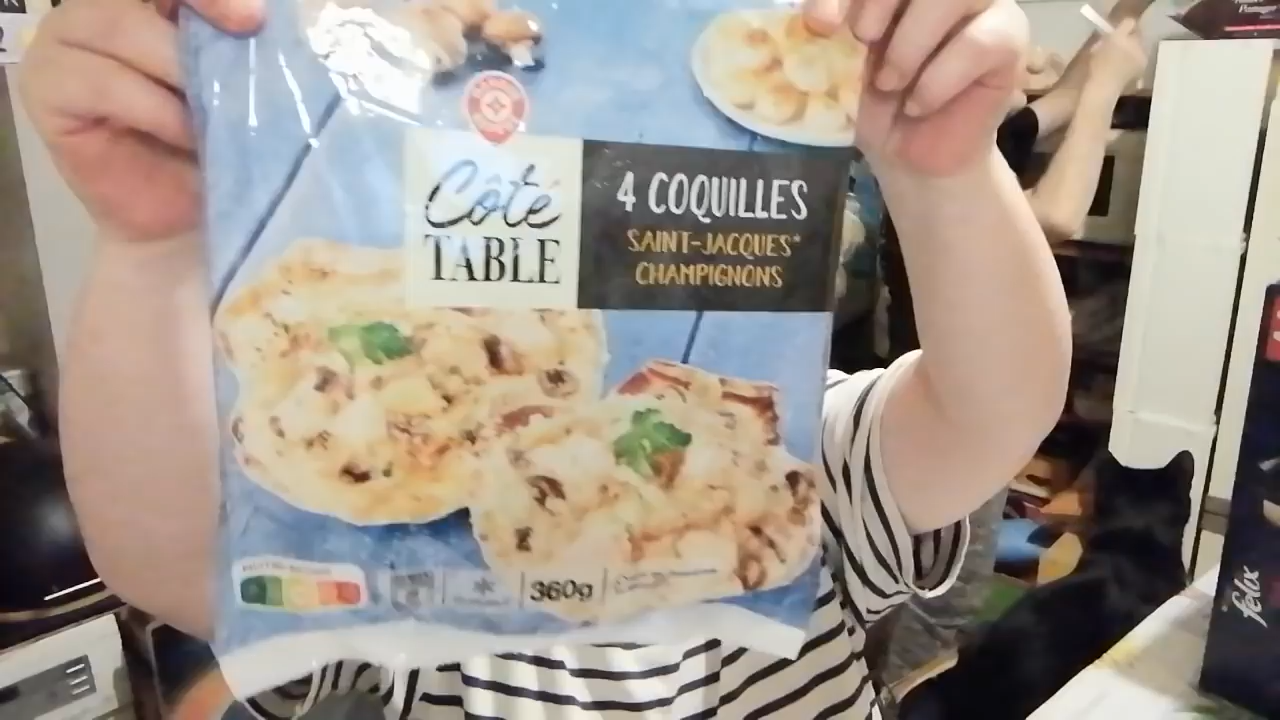 Côté
TABLE
4 COQUILLES
SAINT-JACQUES*
CHAMPIGNONS
360g
felix